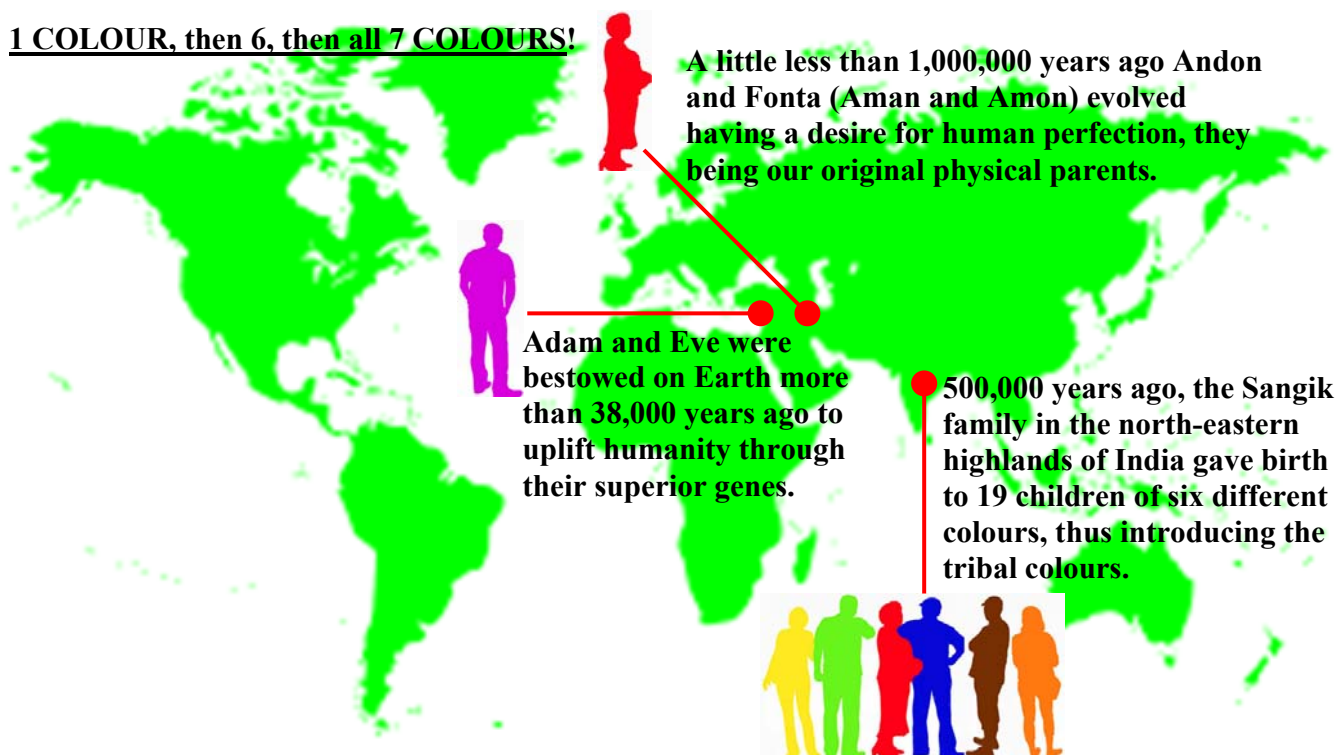 1 COLOUR, then 6, then all 7 COLOURS!
A little less than 1,000,000 years ago Andon
and Fonta (Aman and Amon) evolved
having a desire for human perfection, they
being our original physical parents.
Adam and Eve were
bestowed on Earth more
than 38,000 years ago to
uplift humanity through
their superior genes.
500,000 years ago, the Sangik
family in the north-eastern
highlands of India gave birth
to 19 children of six different
colours, thus introducing the
tribal colours.